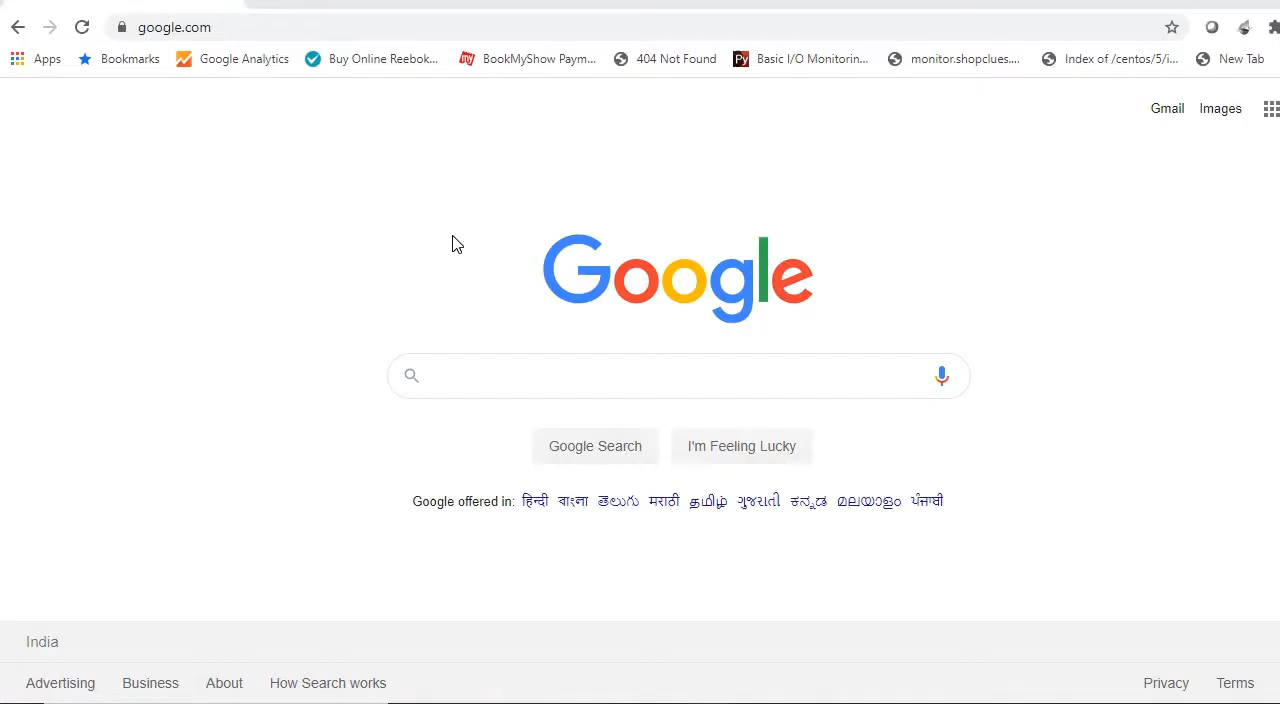 google.com
Apps Bookmarks Google Analytics Buy Online Reebok... BookMyShow Paym... 404 Not Found Basic I/O Monitorin... monitor.shopclues.... Index of /centos/5/i... New Tab
Gmail Images
Google
Google Search I'm Feeling Lucky
Google offered in: हिन्दी বাংলা తెలుగు मराठी தமிழ் ગુજરાતી ಕನ್ನಡ മലയാളം ਪੰਜਾਬੀ
India
Advertising Business About How Search works Privacy Terms